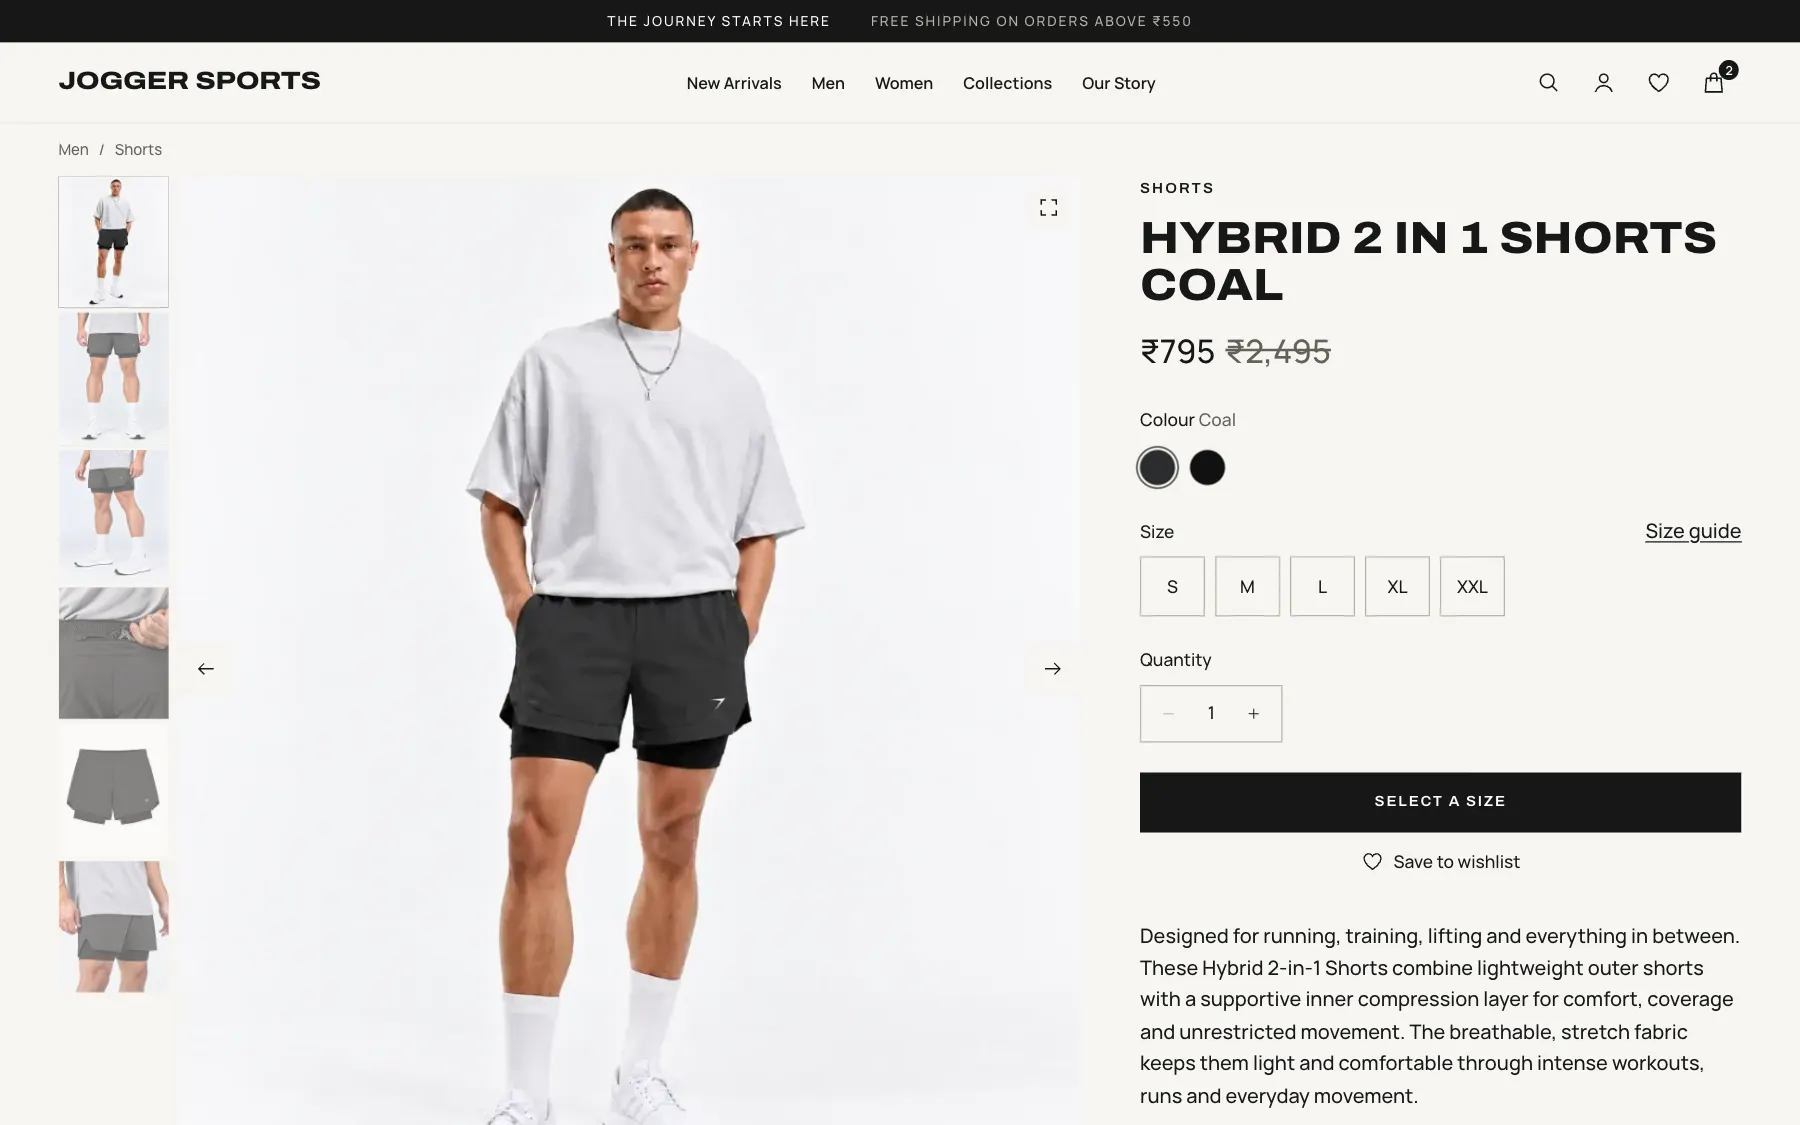 THE JOURNEY STARTS HERE FREE SHIPPING ON ORDERS ABOVE ₹550
JOGGER SPORTS
New Arrivals Men Women Collections Our Story
2
Men / Shorts
SHORTS
HYBRID 2 IN 1 SHORTS
COAL
₹795 ₹2,495
Colour Coal
Size Size guide
S M L XL XXL
Quantity
− 1 +
SELECT A SIZE
Save to wishlist
Designed for running, training, lifting and everything in between.
These Hybrid 2-in-1 Shorts combine lightweight outer shorts
with a supportive inner compression layer for comfort, coverage
and unrestricted movement. The breathable, stretch fabric
keeps them light and comfortable through intense workouts,
runs and everyday movement.